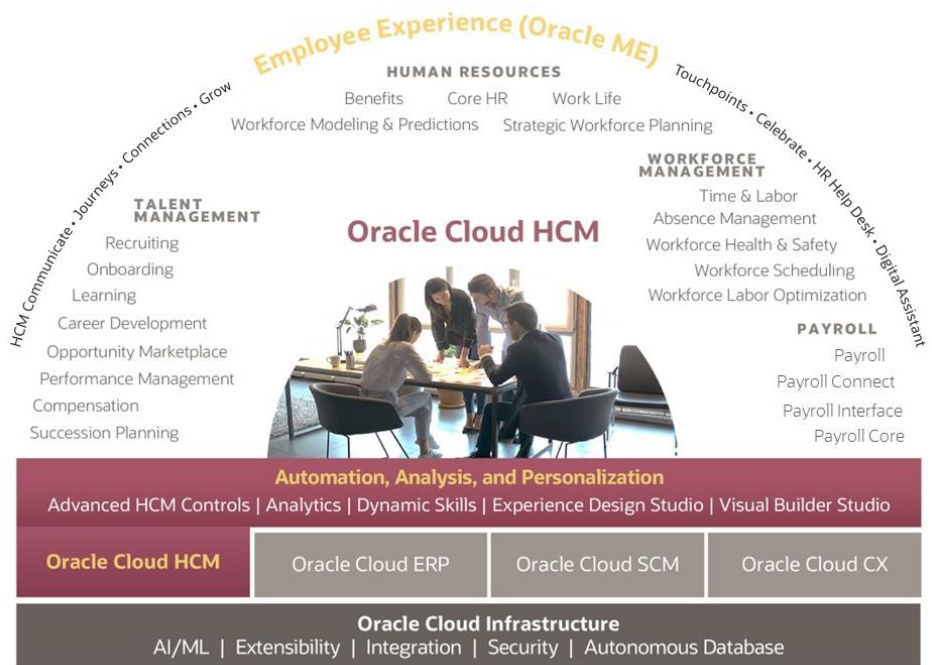 Employee Experience (Oracle ME)
HCM Communicate • Journeys • Connections • Grow
Touchpoints • Celebrate • HR Help Desk • Digital Assistant
HUMAN RESOURCES
Benefits Core HR Work Life
Workforce Modeling & Predictions Strategic Workforce Planning
TALENT
MANAGEMENT
Recruiting
Onboarding
Learning
Career Development
Opportunity Marketplace
Performance Management
Compensation
Succession Planning
Oracle Cloud HCM
WORKFORCE
MANAGEMENT
Time & Labor
Absence Management
Workforce Health & Safety
Workforce Scheduling
Workforce Labor Optimization
PAYROLL
Payroll
Payroll Connect
Payroll Interface
Payroll Core
Automation, Analysis, and Personalization
Advanced HCM Controls | Analytics | Dynamic Skills | Experience Design Studio | Visual Builder Studio
Oracle Cloud HCM Oracle Cloud ERP Oracle Cloud SCM Oracle Cloud CX
Oracle Cloud Infrastructure
AI/ML | Extensibility | Integration | Security | Autonomous Database